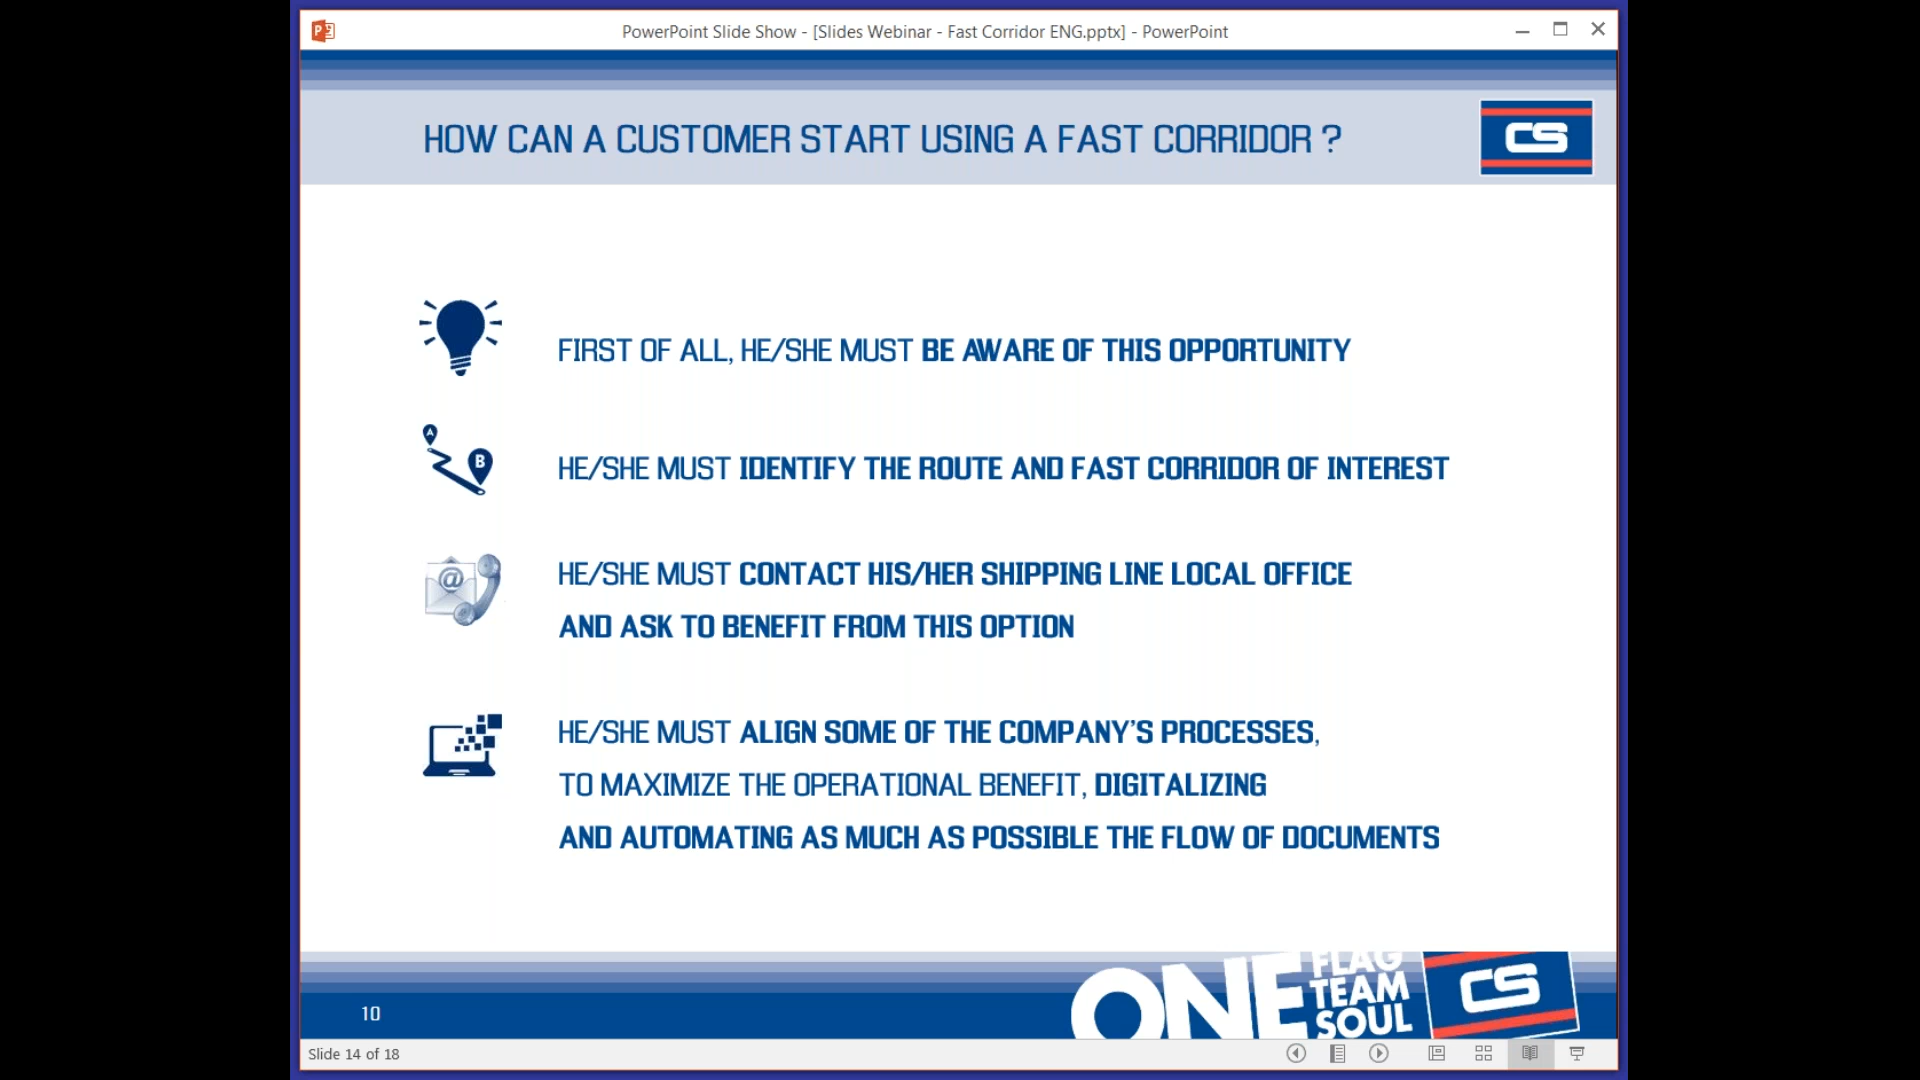 PowerPoint Slide Show - [Slides Webinar - Fast Corridor ENG.pptx] - PowerPoint
HOW CAN A CUSTOMER START USING A FAST CORRIDOR ?
CS
FIRST OF ALL, HE/SHE MUST BE AWARE OF THIS OPPORTUNITY
A
B
HE/SHE MUST IDENTIFY THE ROUTE AND FAST CORRIDOR OF INTEREST
@
HE/SHE MUST CONTACT HIS/HER SHIPPING LINE LOCAL OFFICE
AND ASK TO BENEFIT FROM THIS OPTION
HE/SHE MUST ALIGN SOME OF THE COMPANY'S PROCESSES,
TO MAXIMIZE THE OPERATIONAL BENEFIT, DIGITALIZING
AND AUTOMATING AS MUCH AS POSSIBLE THE FLOW OF DOCUMENTS
10
ONE
FLAG
TEAM
SOUL
CS
Slide 14 of 18